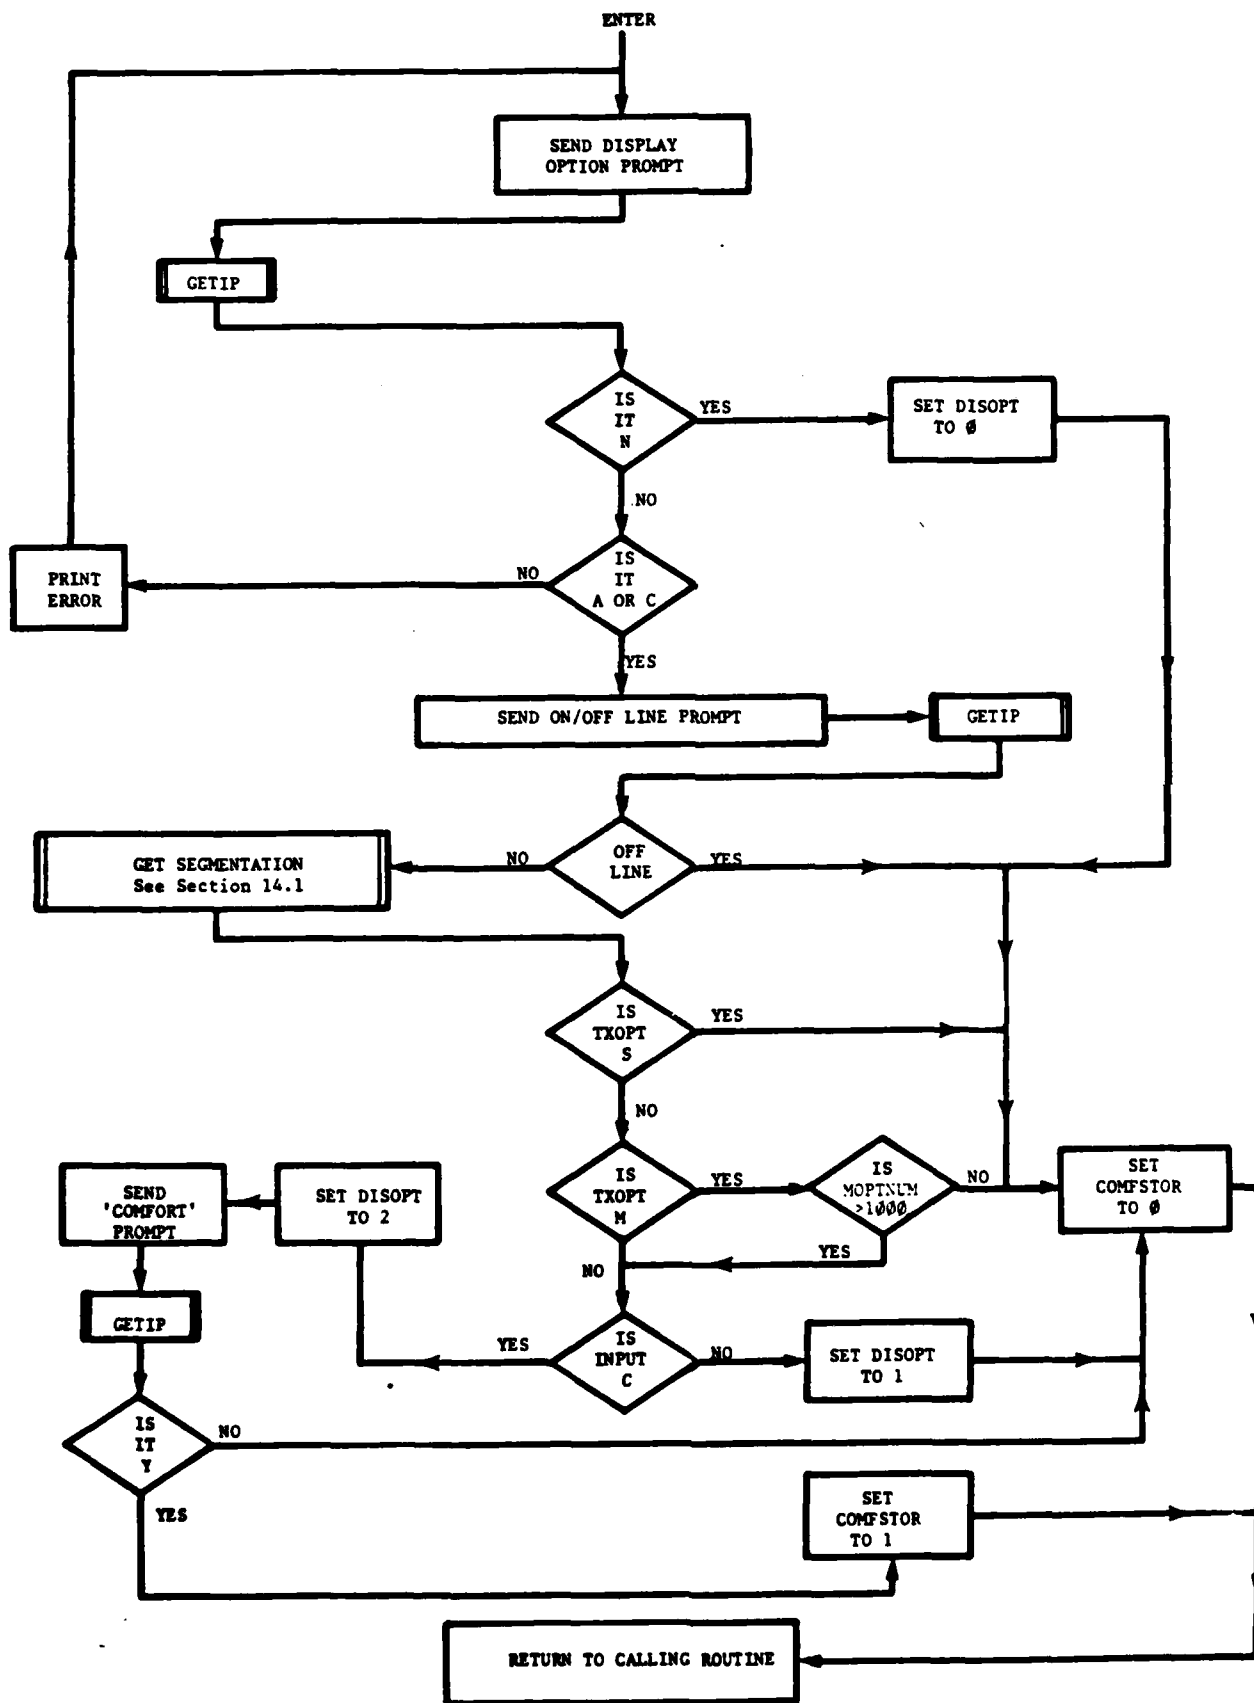 ENTER
SEND DISPLAY
OPTION PROMPT
GETIP
IS
IT
N
YES
SET DISOPT
TO Ø
NO
IS
IT
A OR C
NO
PRINT
ERROR
YES
SEND ON/OFF LINE PROMPT
GETIP
OFF
LINE
NO
YES
GET SEGMENTATION
See Section 14.1
IS
TXOPT
S
YES
NO
IS
TXOPT
M
YES
IS
MOPTNUM
>1ØØØ
NO
SET
COMFSTOR
TO Ø
SEND
'COMFORT'
PROMPT
SET DISOPT
TO 2
YES
NO
GETIP
IS
INPUT
C
YES
NO
SET DISOPT
TO 1
IS
IT
Y
NO
YES
SET
COMFSTOR
TO 1
RETURN TO CALLING ROUTINE